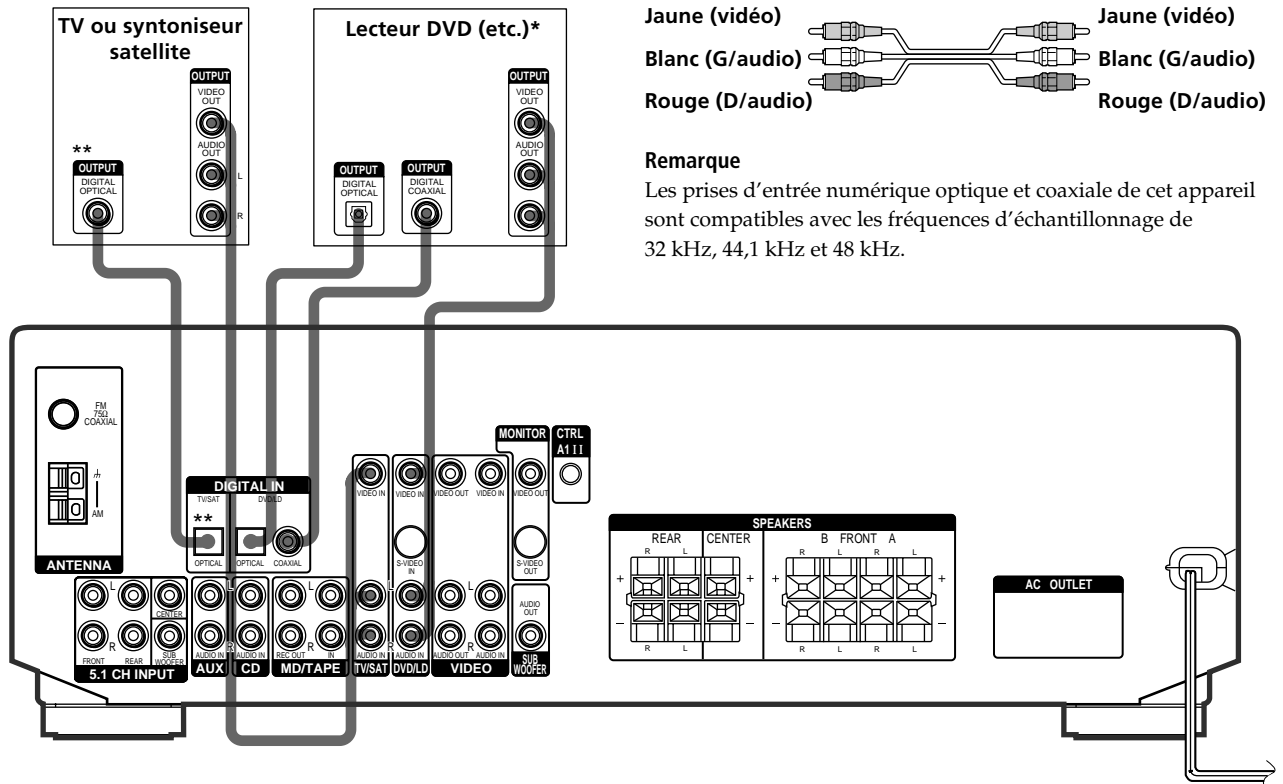 TV ou syntoniseur
satellite
OUTPUT
VIDEO
OUT
AUDIO
OUT
L
R
**
OUTPUT
DIGITAL
OPTICAL
Lecteur DVD (etc.)*
OUTPUT
VIDEO
OUT
AUDIO
OUT
OUTPUT
DIGITAL
OPTICAL
OUTPUT
DIGITAL
COAXIAL
Jaune (vidéo)
Jaune (vidéo)
Blanc (G/audio)
Blanc (G/audio)
Rouge (D/audio)
Rouge (D/audio)
Remarque
Les prises d’entrée numérique optique et coaxiale de cet appareil
sont compatibles avec les fréquences d’échantillonnage de
32 kHz, 44,1 kHz et 48 kHz.
FM
75Ω
COAXIAL
AM
ANTENNA
DIGITAL IN
TV/SAT
DVD/LD
**
OPTICAL
OPTICAL
COAXIAL
MONITOR
CTRL
A1 II
VIDEO IN
VIDEO IN
VIDEO OUT
VIDEO IN
VIDEO OUT
S-VIDEO
IN
S-VIDEO
OUT
L
CENTER
L
L
L
L
AUDIO
OUT
R
R
R
R
R
FRONT
REAR
SUB
WOOFER
AUDIO IN
AUDIO IN
REC OUT
IN
AUDIO IN
AUDIO IN
AUDIO OUT
AUDIO IN
5.1 CH INPUT
AUX
CD
MD/TAPE
TV/SAT
DVD/LD
VIDEO
SUB
WOOFER
SPEAKERS
REAR
CENTER
B FRONT A
R
L
R
L
R
L
+
+
+
+
–
–
–
–
R
L
R
L
R
L
AC OUTLET